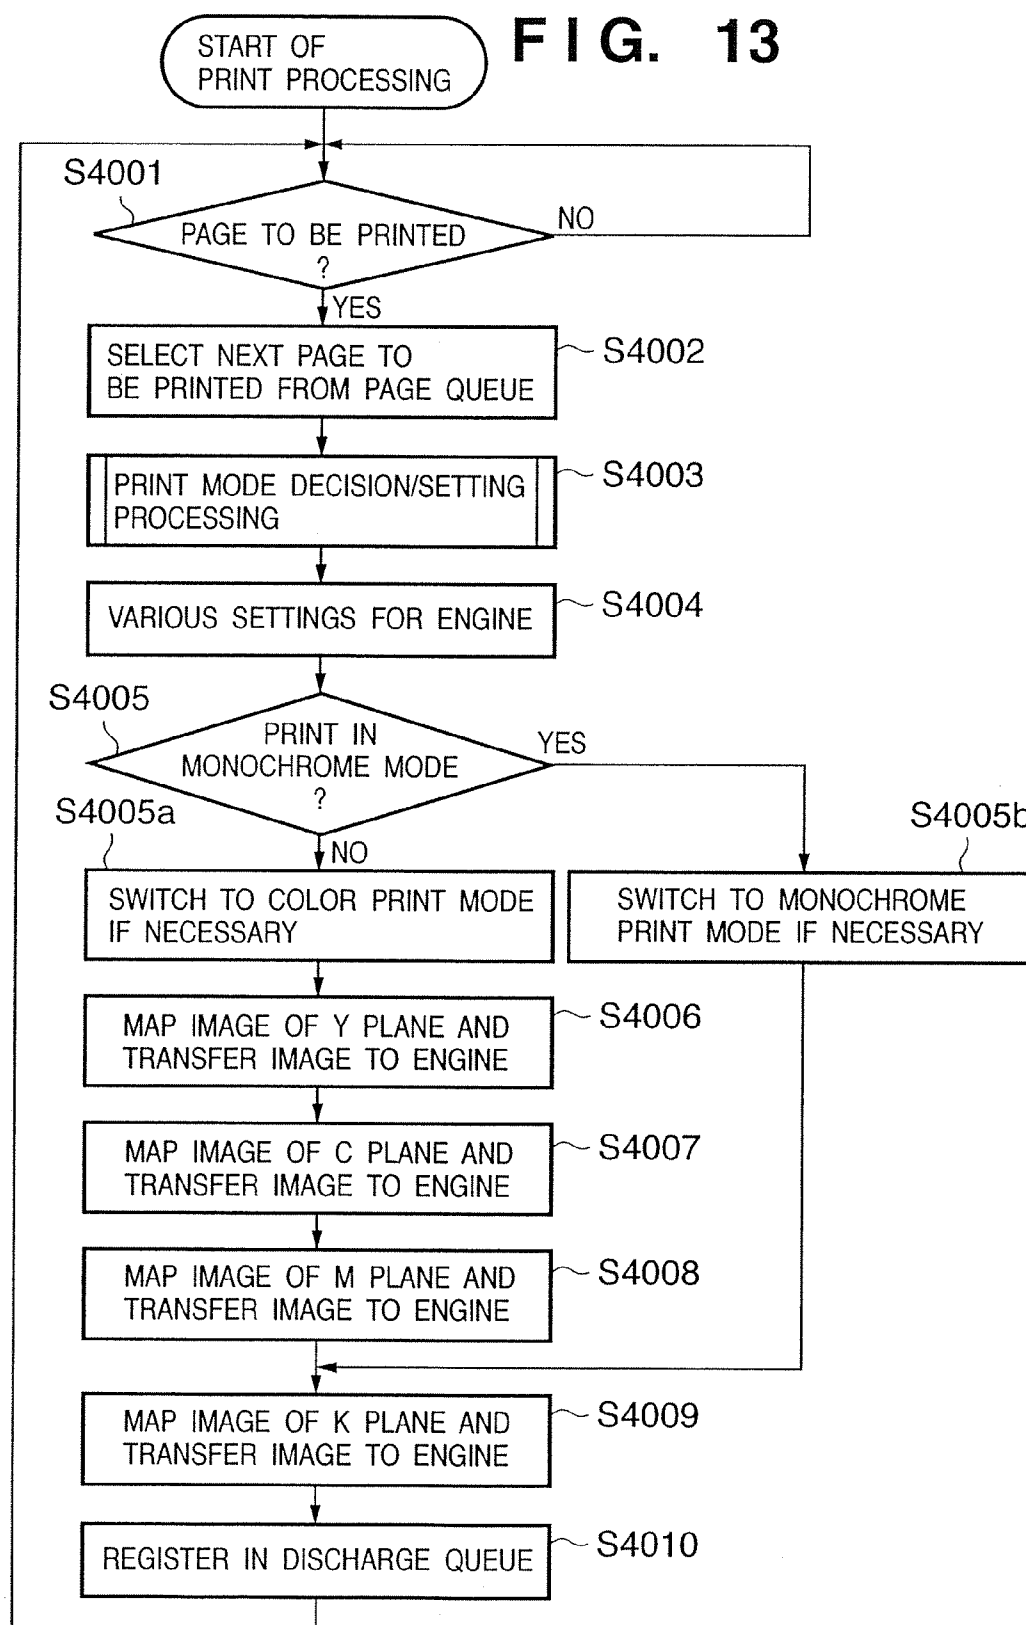 FIG. 13
START OF
PRINT PROCESSING
S4001
PAGE TO BE PRINTED
?
NO
YES
SELECT NEXT PAGE TO
BE PRINTED FROM PAGE QUEUE
S4002
PRINT MODE DECISION/SETTING
PROCESSING
S4003
VARIOUS SETTINGS FOR ENGINE
S4004
S4005
PRINT IN
MONOCHROME MODE
?
YES
NO
S4005a
SWITCH TO COLOR PRINT MODE
IF NECESSARY
S4005b
SWITCH TO MONOCHROME
PRINT MODE IF NECESSARY
MAP IMAGE OF Y PLANE AND
TRANSFER IMAGE TO ENGINE
S4006
MAP IMAGE OF C PLANE AND
TRANSFER IMAGE TO ENGINE
S4007
MAP IMAGE OF M PLANE AND
TRANSFER IMAGE TO ENGINE
S4008
MAP IMAGE OF K PLANE AND
TRANSFER IMAGE TO ENGINE
S4009
REGISTER IN DISCHARGE QUEUE
S4010